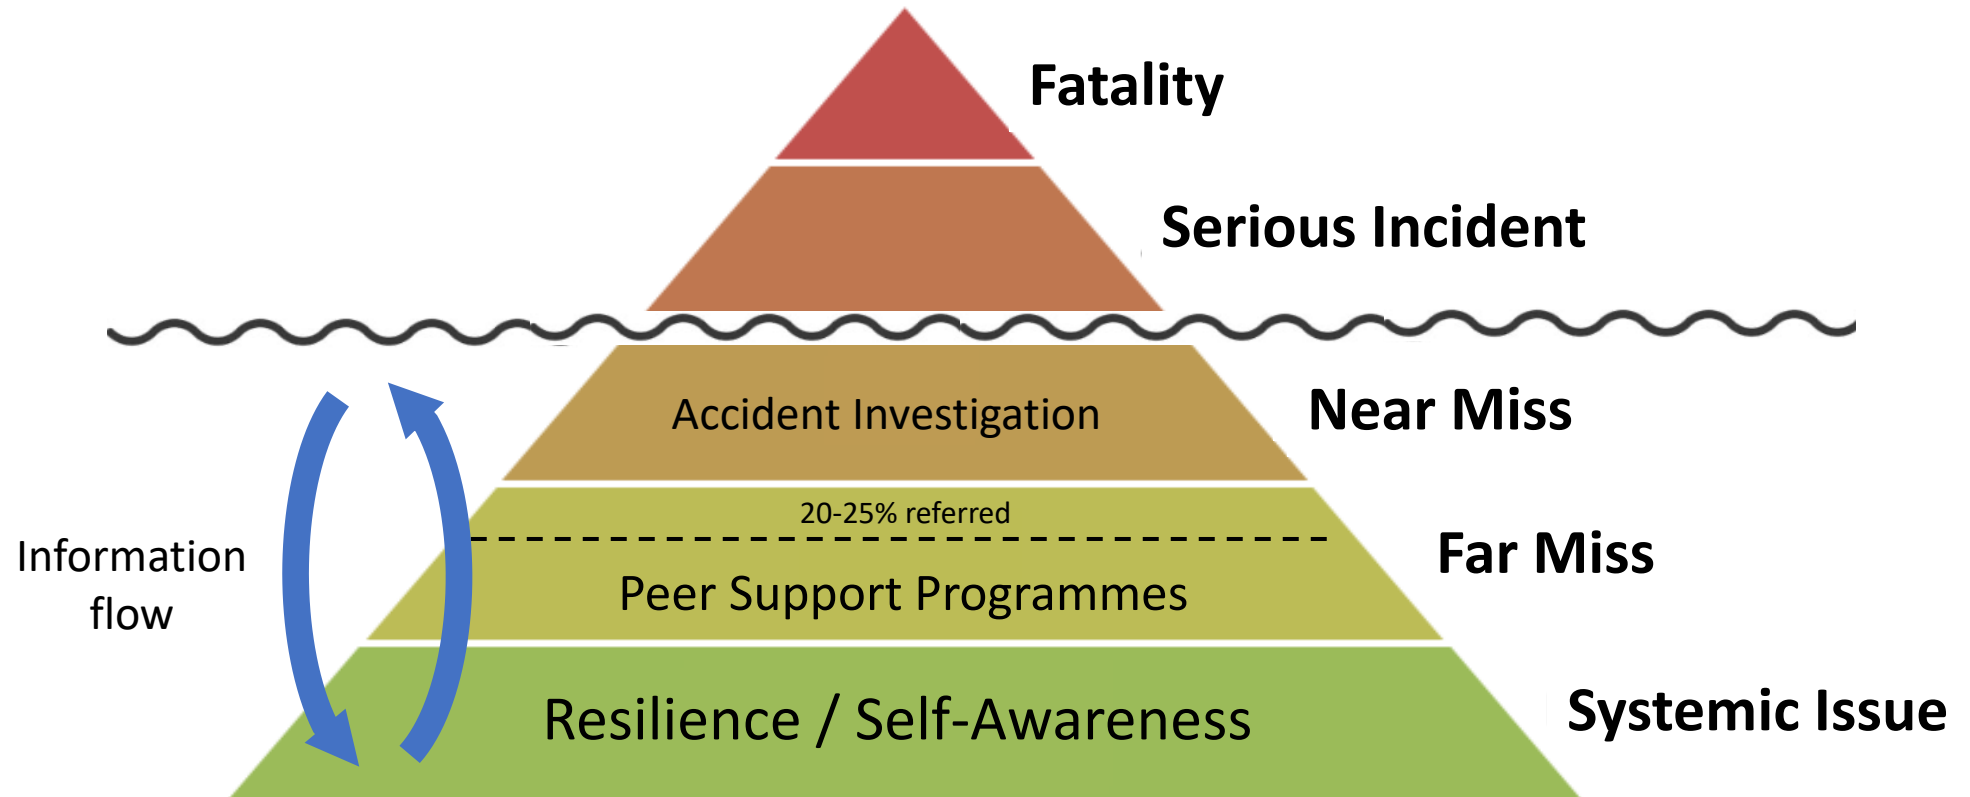 Fatality
Serious Incident
Accident Investigation
Near Miss
20-25% referred
Far Miss
Peer Support Programmes
Information
flow
Resilience / Self-Awareness
Systemic Issue